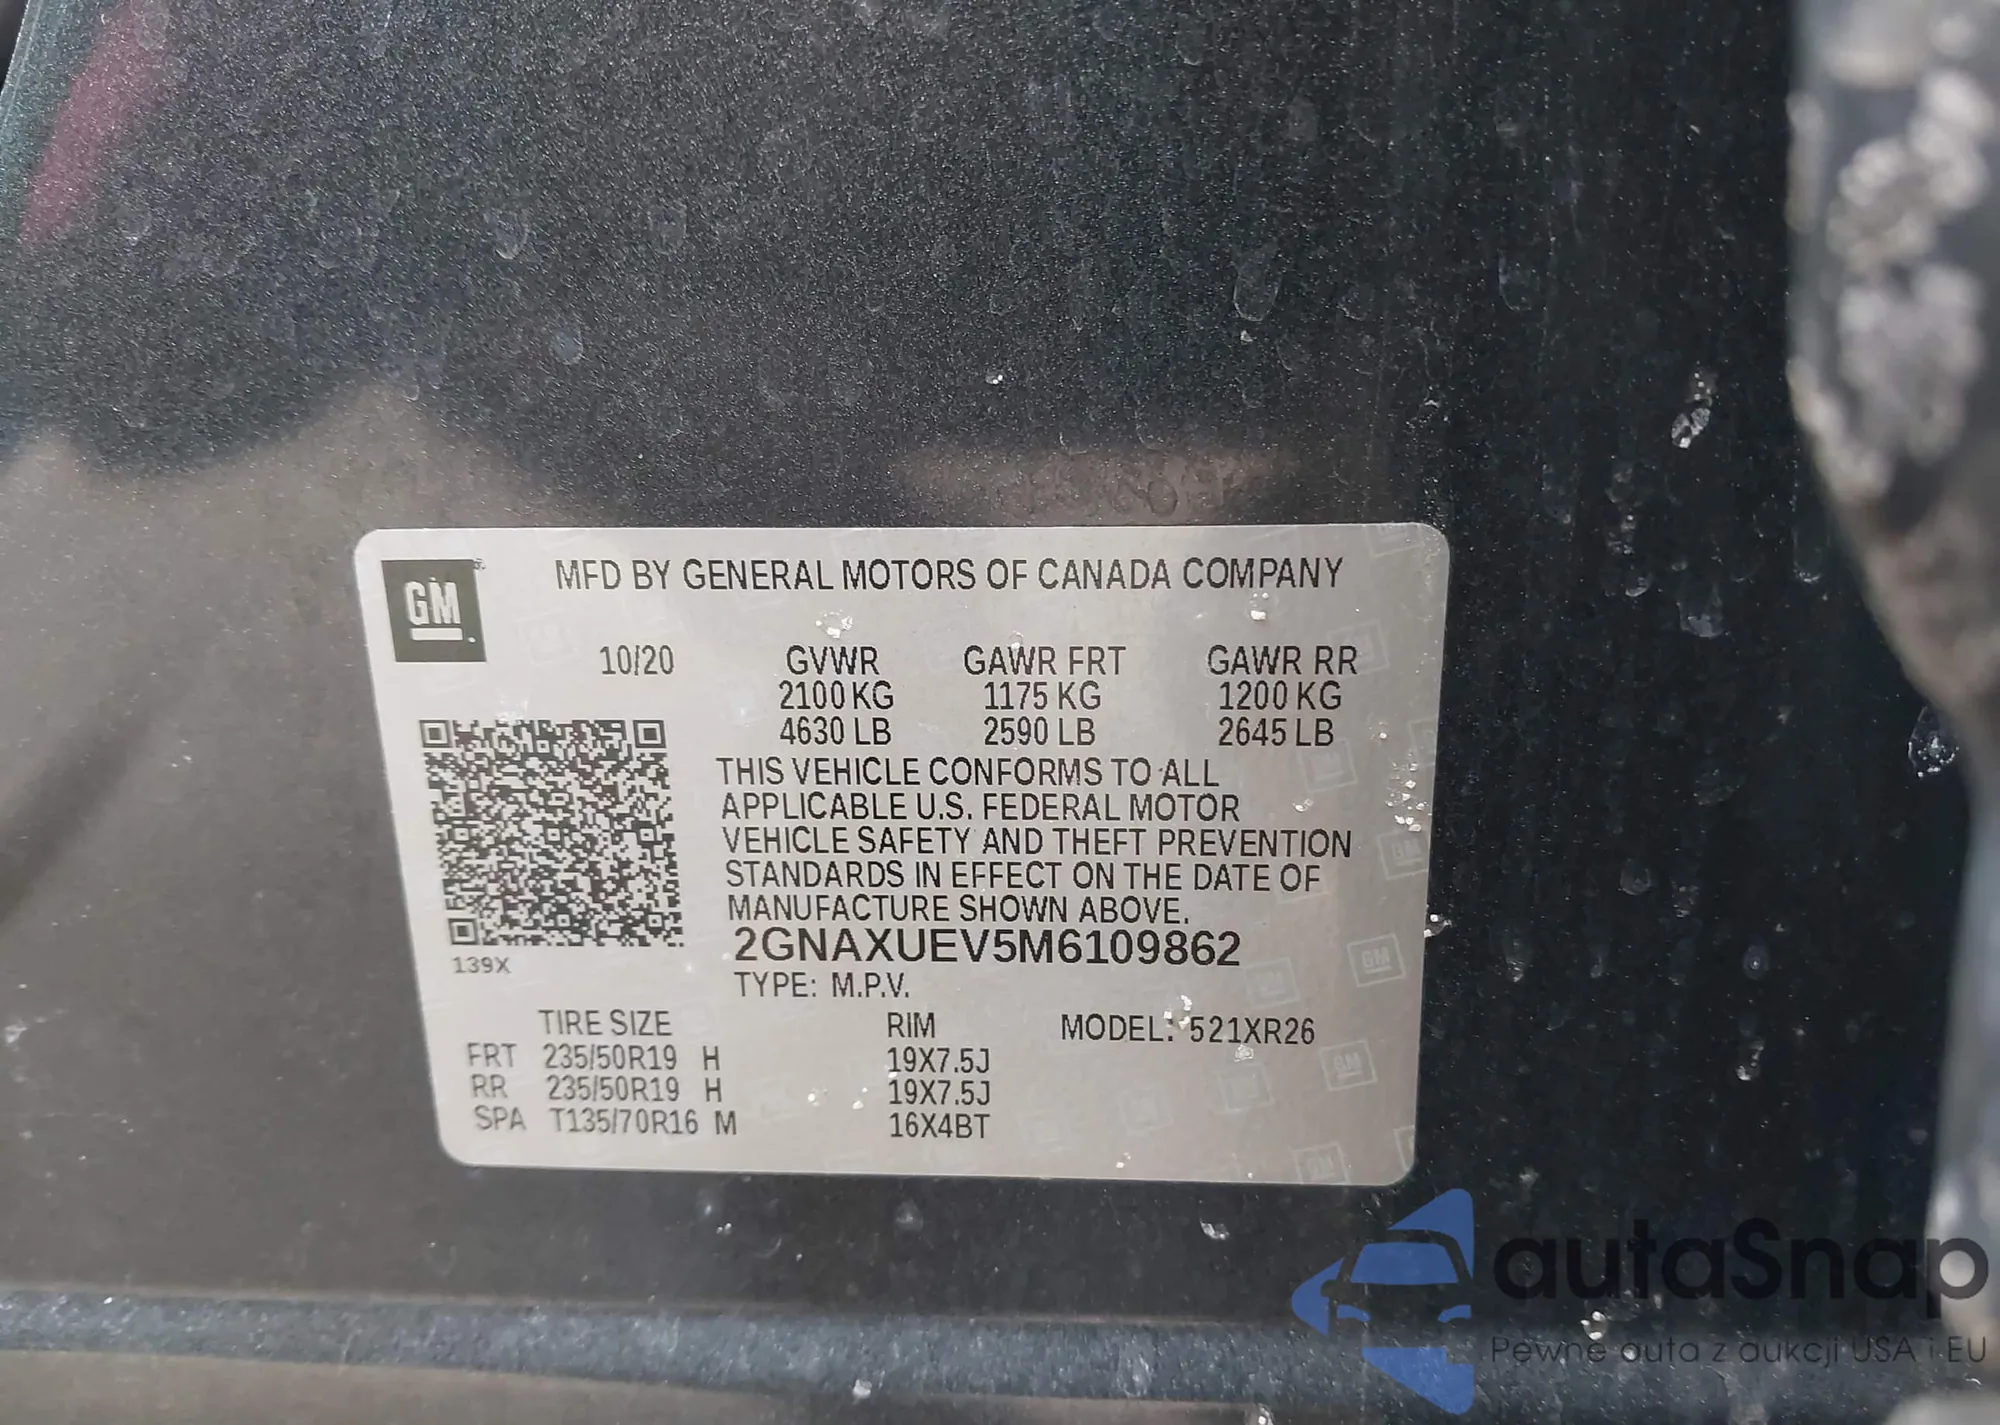 GM
MFD BY GENERAL MOTORS OF CANADA COMPANY
10/20 GVWR GAWR FRT GAWR RR
2100 KG 1175 KG 1200 KG
4630 LB 2590 LB 2645 LB
THIS VEHICLE CONFORMS TO ALL
APPLICABLE U.S. FEDERAL MOTOR
VEHICLE SAFETY AND THEFT PREVENTION
STANDARDS IN EFFECT ON THE DATE OF
MANUFACTURE SHOWN ABOVE.
2GNAXUEV5M6109862
139X
TYPE: M.P.V.
TIRE SIZE RIM MODEL: 521XR26
FRT 235/50R19 H 19X7.5J
RR 235/50R19 H 19X7.5J
SPA T135/70R16 M 16X4BT
autaSnap
Pewne auta z aukcji USA i EU